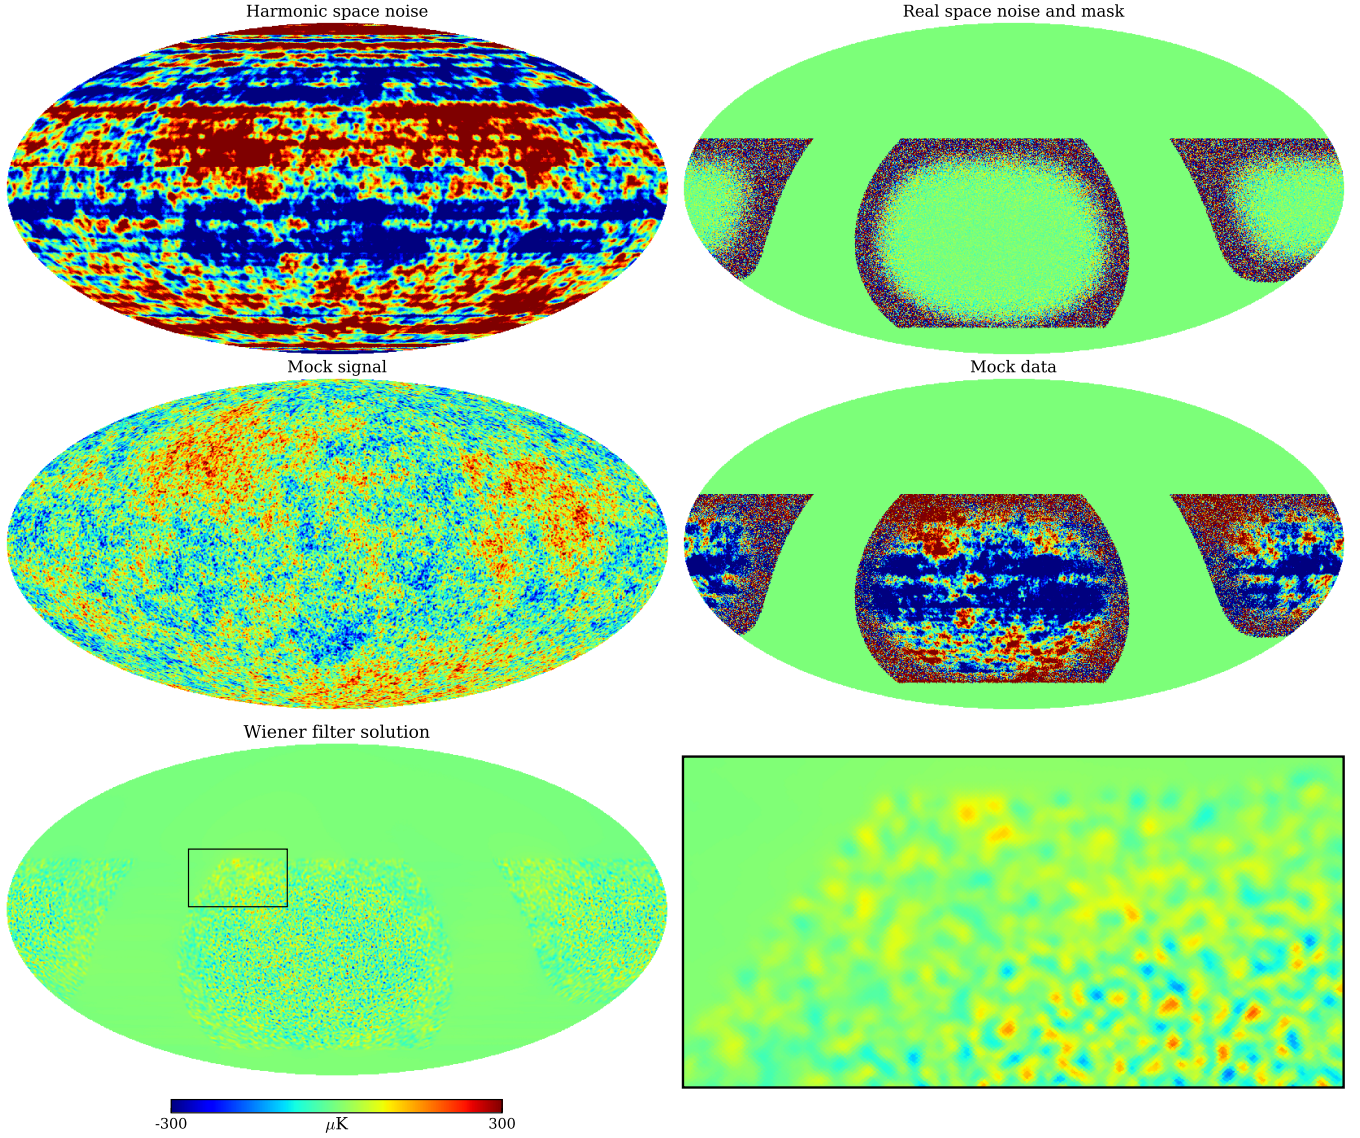 Harmonic space noise
Real space noise and mask
Mock signal
Mock data
Wiener filter solution
-300
μK
300